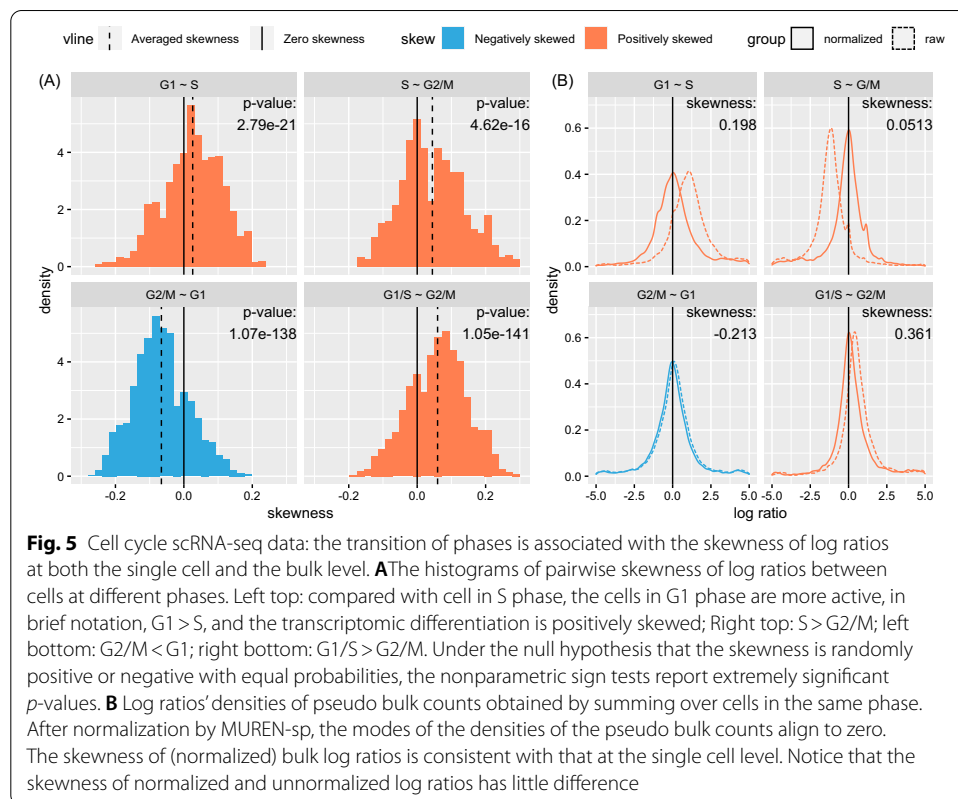 vline Averaged skewness Zero skewness skew Negatively skewed Positively skewed group normalized raw
(A)
G1 ~ S
p-value:
2.79e-21
S ~ G2/M
p-value:
4.62e-16
4
2
0
G2/M ~ G1
p-value:
1.07e-138
G1/S ~ G2/M
p-value:
1.05e-141
4
2
0
density
-0.2 0.0 0.2 -0.2 0.0 0.2
skewness
(B)
G1 ~ S
skewness:
0.198
S ~ G/M
skewness:
0.0513
0.6
0.4
0.2
0.0
G2/M ~ G1
skewness:
-0.213
G1/S ~ G2/M
skewness:
0.361
0.6
0.4
0.2
0.0
density
-5.0 -2.5 0.0 2.5 5.0 -5.0 -2.5 0.0 2.5 5.0
log ratio
Fig. 5 Cell cycle scRNA-seq data: the transition of phases is associated with the skewness of log ratios
at both the single cell and the bulk level. AThe histograms of pairwise skewness of log ratios between
cells at different phases. Left top: compared with cell in S phase, the cells in G1 phase are more active, in
brief notation, G1 > S, and the transcriptomic differentiation is positively skewed; Right top: S > G2/M; left
bottom: G2/M < G1; right bottom: G1/S > G2/M. Under the null hypothesis that the skewness is randomly
positive or negative with equal probabilities, the nonparametric sign tests report extremely significant
p-values. B Log ratios' densities of pseudo bulk counts obtained by summing over cells in the same phase.
After normalization by MUREN-sp, the modes of the densities of the pseudo bulk counts align to zero.
The skewness of (normalized) bulk log ratios is consistent with that at the single cell level. Notice that the
skewness of normalized and unnormalized log ratios has little difference